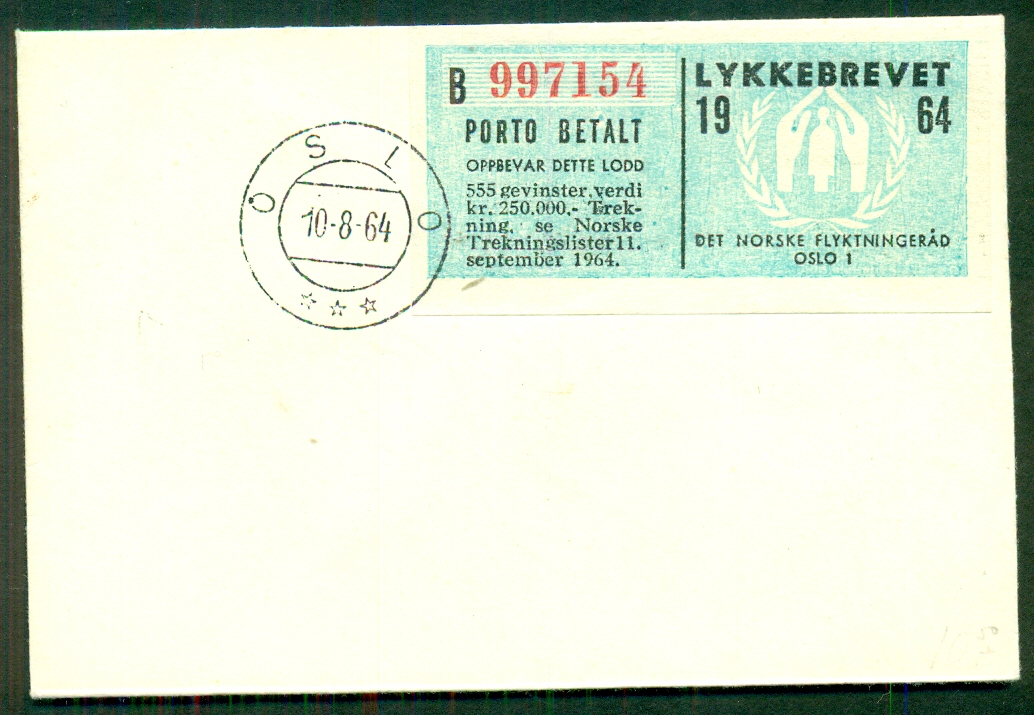 OSLO
10-8-64
B 997154
PORTO BETALT
OPPBEVAR DETTE LODD
555 gevinster, verdi
kr. 250.000,- Trek-
ning, se Norske
Trekningslister 11.
september 1964.
LYKKEBREVET
19 64
DET NORSKE FLYKTNINGERÅD
OSLO 1